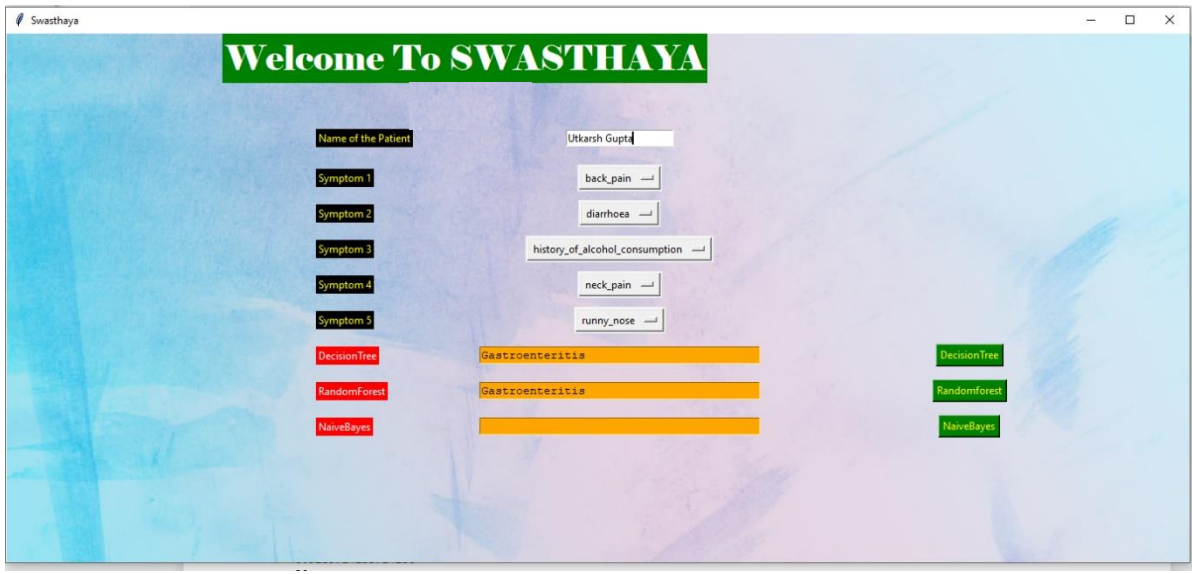 Swasthaya
Welcome To SWASTHAYA
Name of the Patient Utkarsh Gupta
Symptom 1 back_pain
Symptom 2 diarrhoea
Symptom 3 history_of_alcohol_consumption
Symptom 4 neck_pain
Symptom 5 runny_nose
DecisionTree Gastroenteritis DecisionTree
RandomForest Gastroenteritis Randomforest
NaiveBayes NaiveBayes